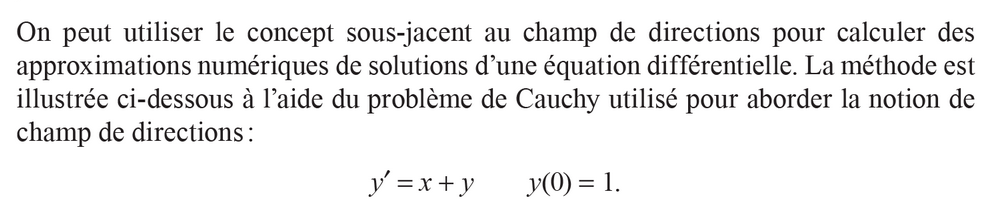 On peut utiliser le concept sous-jacent au champ de directions pour calculer des
approximations numériques de solutions d’une équation différentielle. La méthode est
illustrée ci-dessous à l’aide du problème de Cauchy utilisé pour aborder la notion de
champ de directions :
y′ = x + y y(0) = 1.